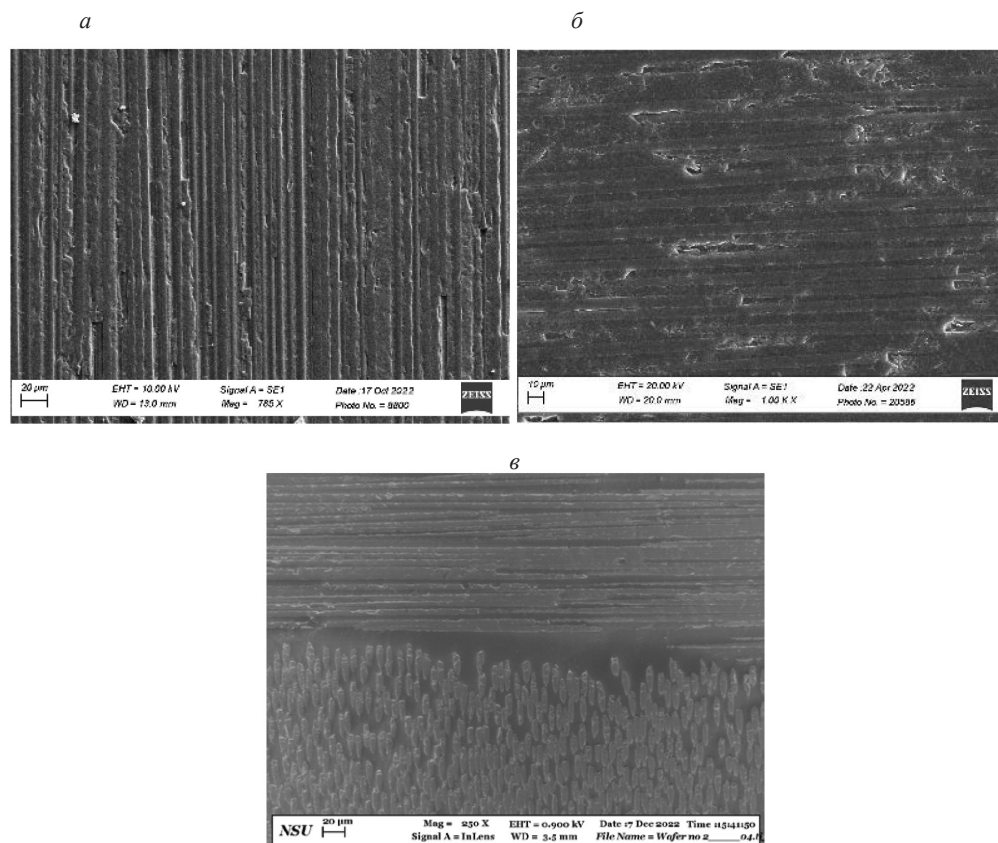 а
б
20 µm
EHT = 10.00 kV
Signal A = SE1
Date :17 Oct 2022
WD = 13.0 mm
Mag = 765 X
Photo No. = 8800
ZEISS
10 µm
EHT = 20.00 kV
Signal A = SE1
Date :22 Apr 2022
WD = 20.0 mm
Mag = 1.00 K X
Photo No. = 20585
ZEISS
в
NSU
20 µm
Mag = 250 X
EHT = 0.900 kV
Date :7 Dec 2022
Signal A = InLens
WD = 3.5 mm
File Name = Wafer no 2